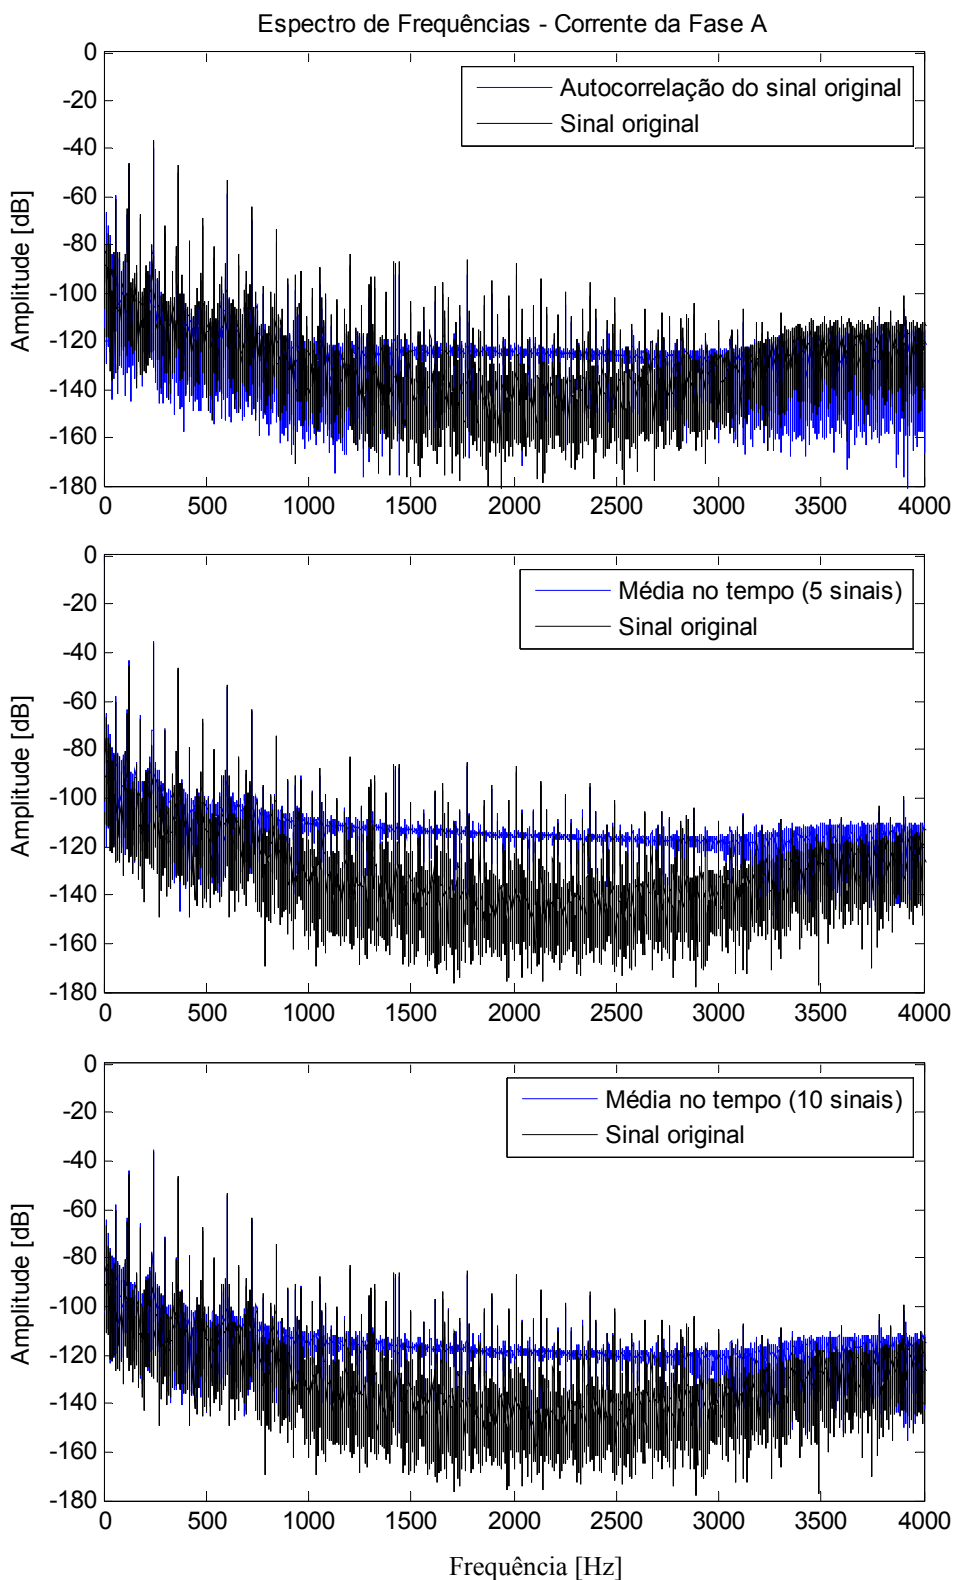 Espectro de Frequências - Corrente da Fase A
0
-20
-40
-60
-80
-100
-120
-140
-160
-180
Amplitude [dB]
Autocorrelação do sinal original
Sinal original
0 500 1000 1500 2000 2500 3000 3500 4000
0
-20
-40
-60
-80
-100
-120
-140
-160
-180
Amplitude [dB]
Média no tempo (5 sinais)
Sinal original
0 500 1000 1500 2000 2500 3000 3500 4000
0
-20
-40
-60
-80
-100
-120
-140
-160
-180
Amplitude [dB]
Média no tempo (10 sinais)
Sinal original
0 500 1000 1500 2000 2500 3000 3500 4000
Frequência [Hz]